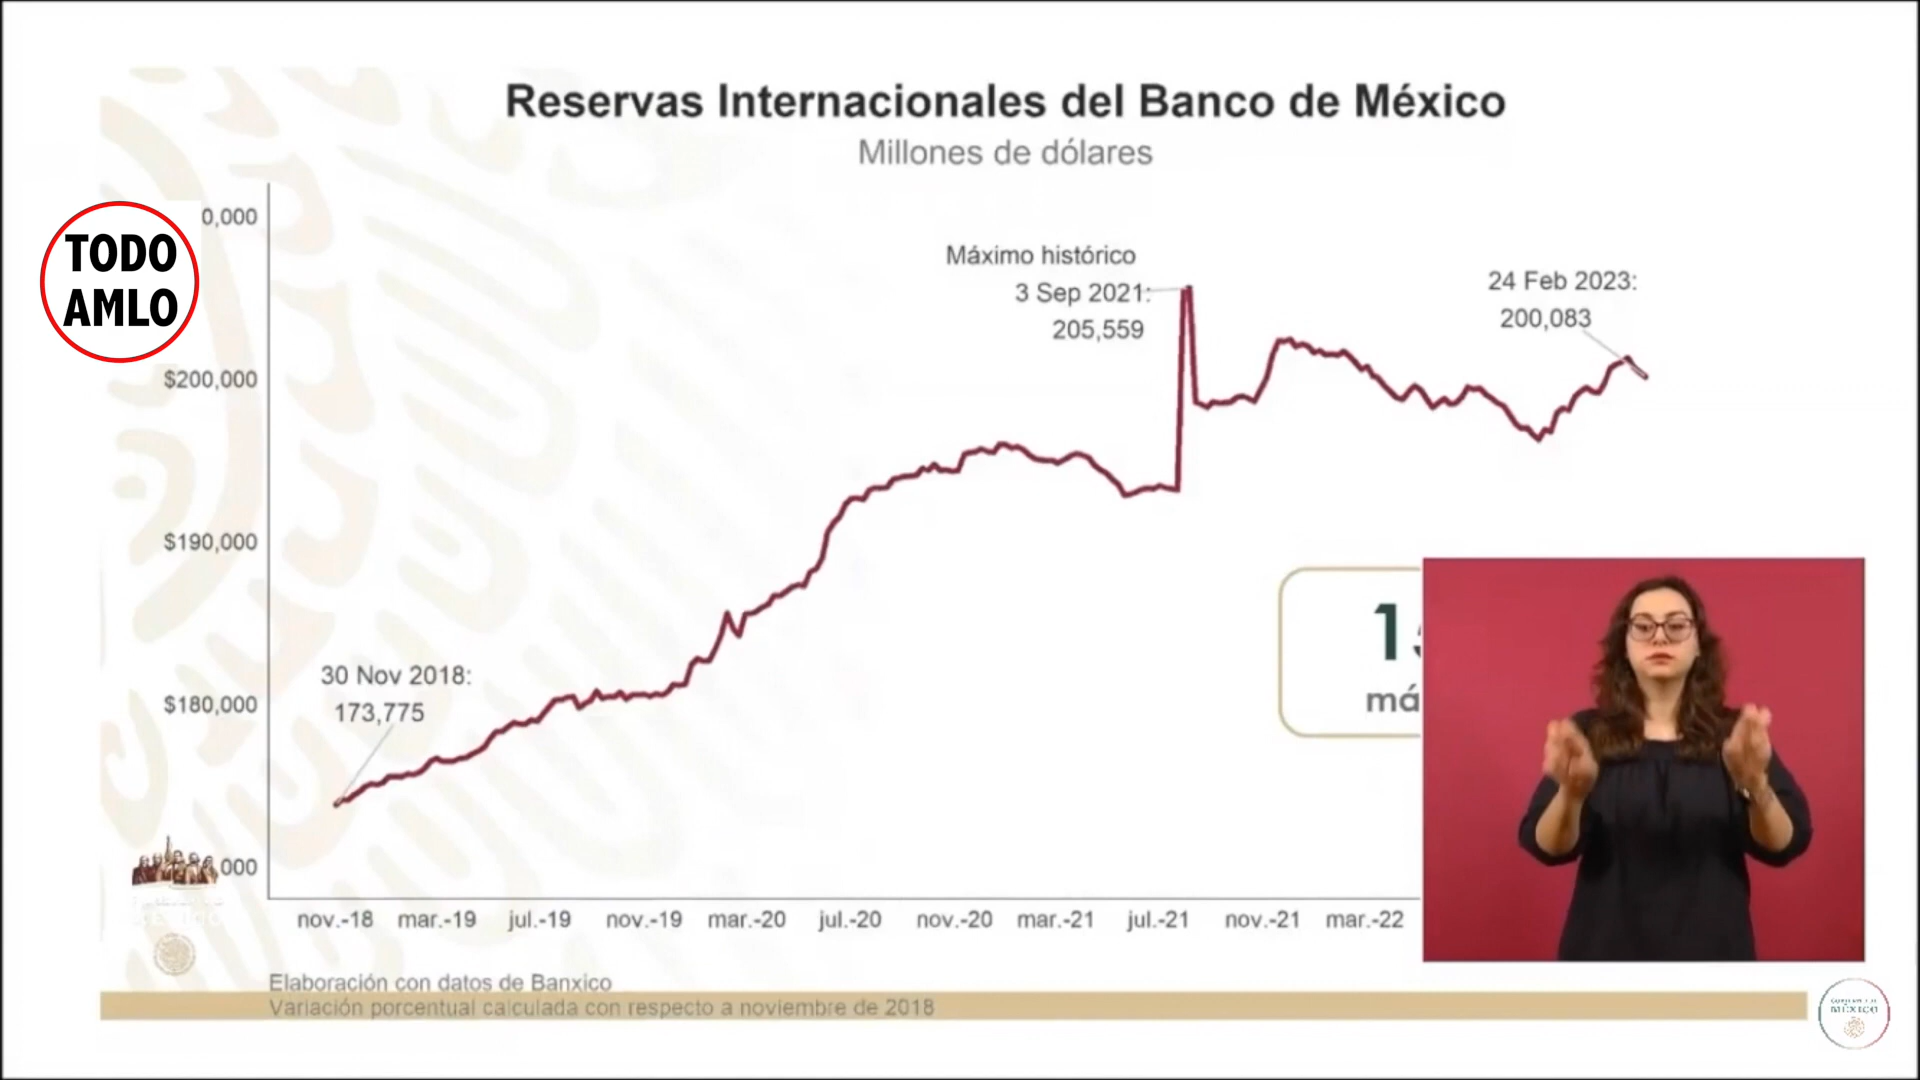 Reservas Internacionales del Banco de México
Millones de dólares
TODO
AMLO
0,000
$200,000
$190,000
$180,000
000
Máximo histórico
3 Sep 2021:
205,559
24 Feb 2023:
200,083
30 Nov 2018:
173,775
1
má
nov.-18 mar.-19 jul.-19 nov.-19 mar.-20 jul.-20 nov.-20 mar.-21 jul.-21 nov.-21 mar.-22
Elaboración con datos de Banxico
Variación porcentual calculada con respecto a noviembre de 2018
MÉXICO